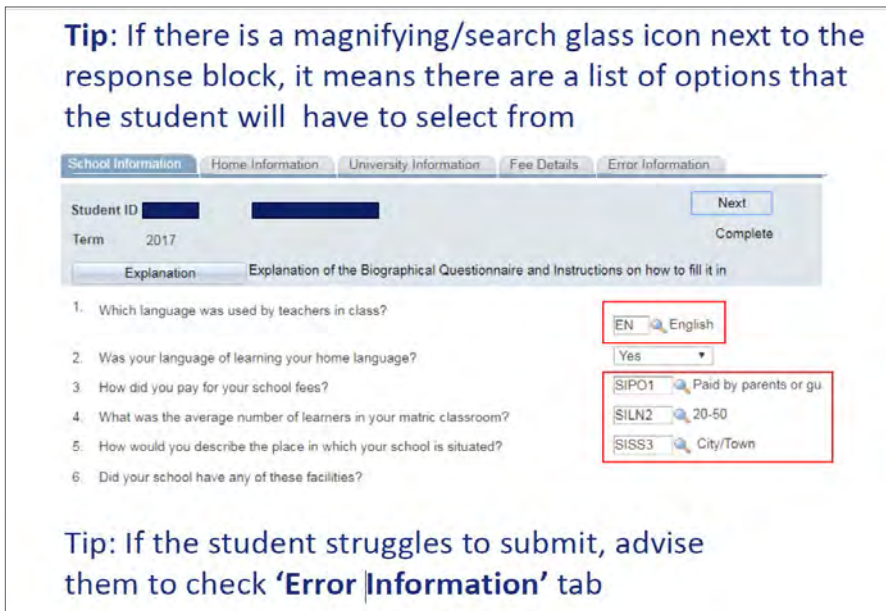 Tip: If there is a magnifying/search glass icon next to the
response block, it means there are a list of options that
the student will have to select from
School Information Home Information University Information Fee Details Error Information
Student ID Next
Term 2017 Complete
Explanation Explanation of the Biographical Questionnaire and Instructions on how to fill it in
1. Which language was used by teachers in class? EN English
2. Was your language of learning your home language? Yes
3. How did you pay for your school fees? SIPO1 Paid by parents or gu
4. What was the average number of learners in your matric classroom? SILN2 20-50
5. How would you describe the place in which your school is situated? SISS3 City/Town
6. Did your school have any of these facilities?
Tip: If the student struggles to submit, advise
them to check ‘Error Information’ tab